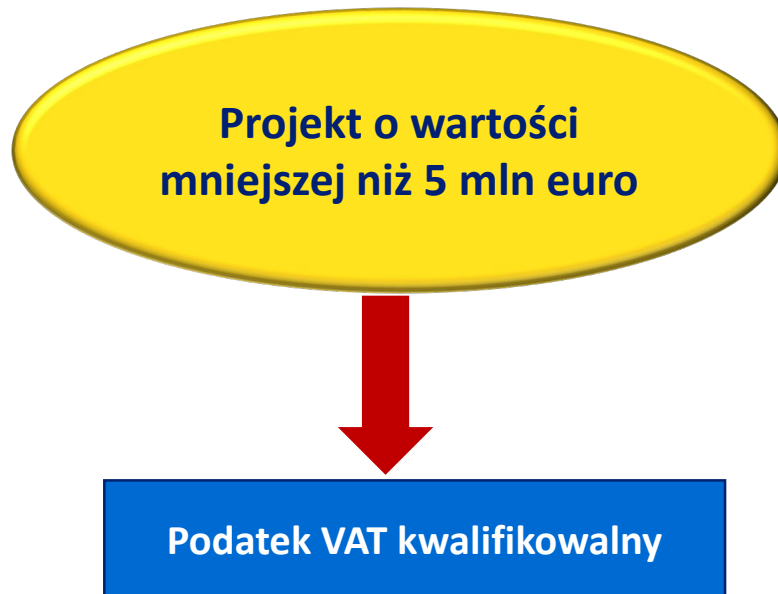 Projekt o wartości
mniejszej niż 5 mln euro
Podatek VAT kwalifikowalny